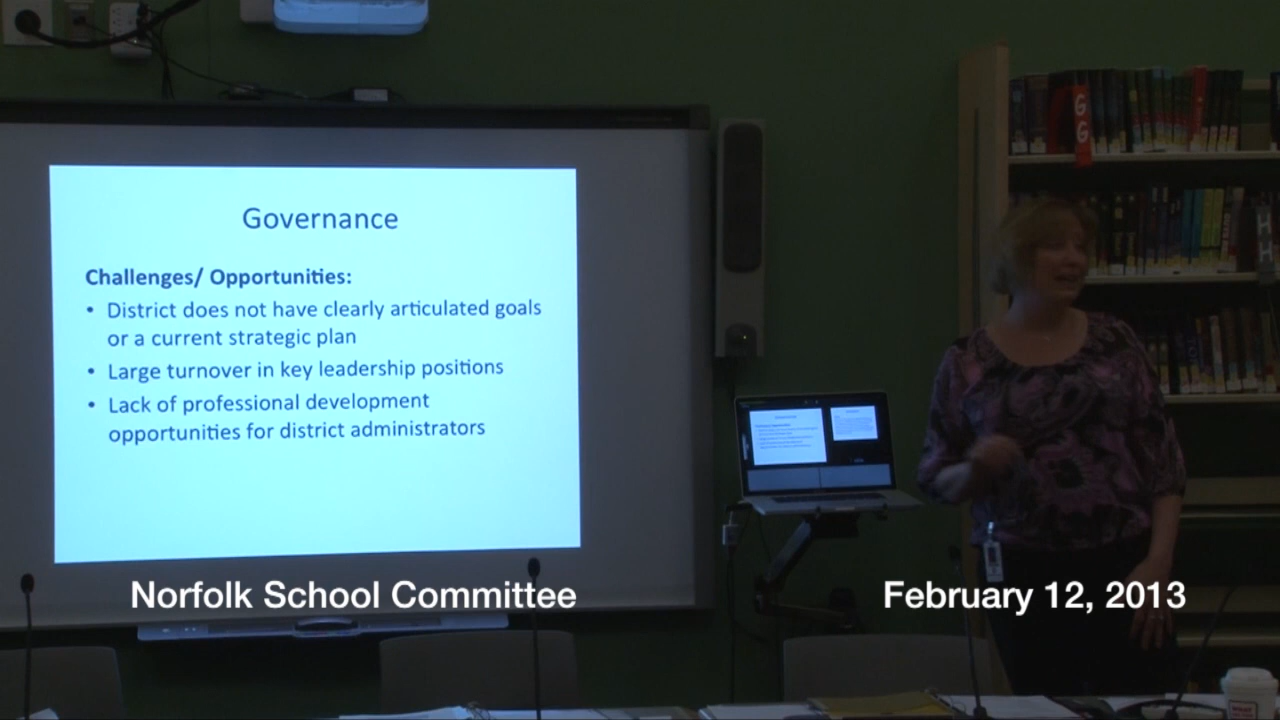 Governance
Challenges/ Opportunities:
• District does not have clearly articulated goals
or a current strategic plan
• Large turnover in key leadership positions
• Lack of professional development
opportunities for district administrators
G
G
H
H
Norfolk School Committee
February 12, 2013